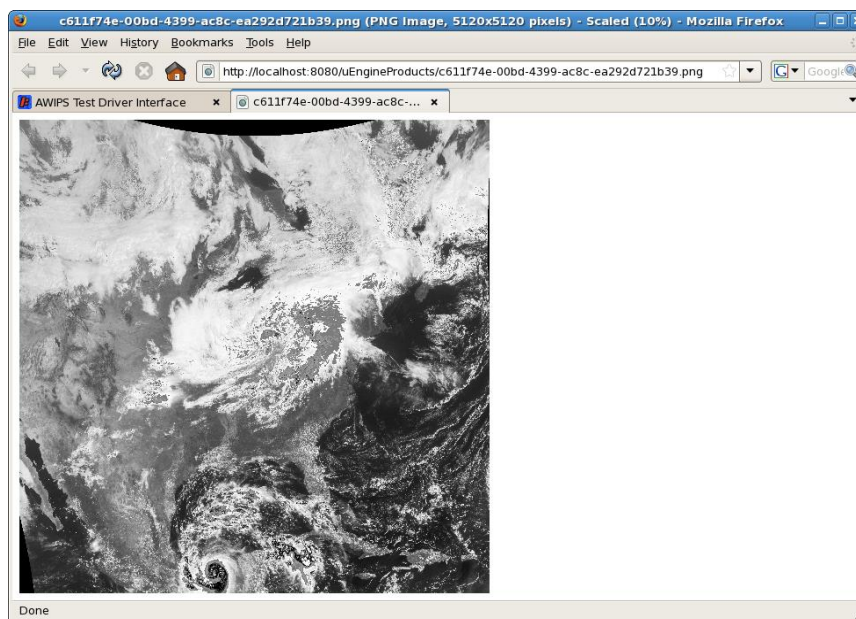 c611f74e-00bd-4399-ac8c-ea292d721b39.png (PNG Image, 5120x5120 pixels) - Scaled (10%) - Mozilla Firefox
File Edit View History Bookmarks Tools Help
http://localhost:8080/uEngineProducts/c611f74e-00bd-4399-ac8c-ea292d721b39.png G Google
AWIPS Test Driver Interface c611f74e-00bd-4399-ac8c-...
Done